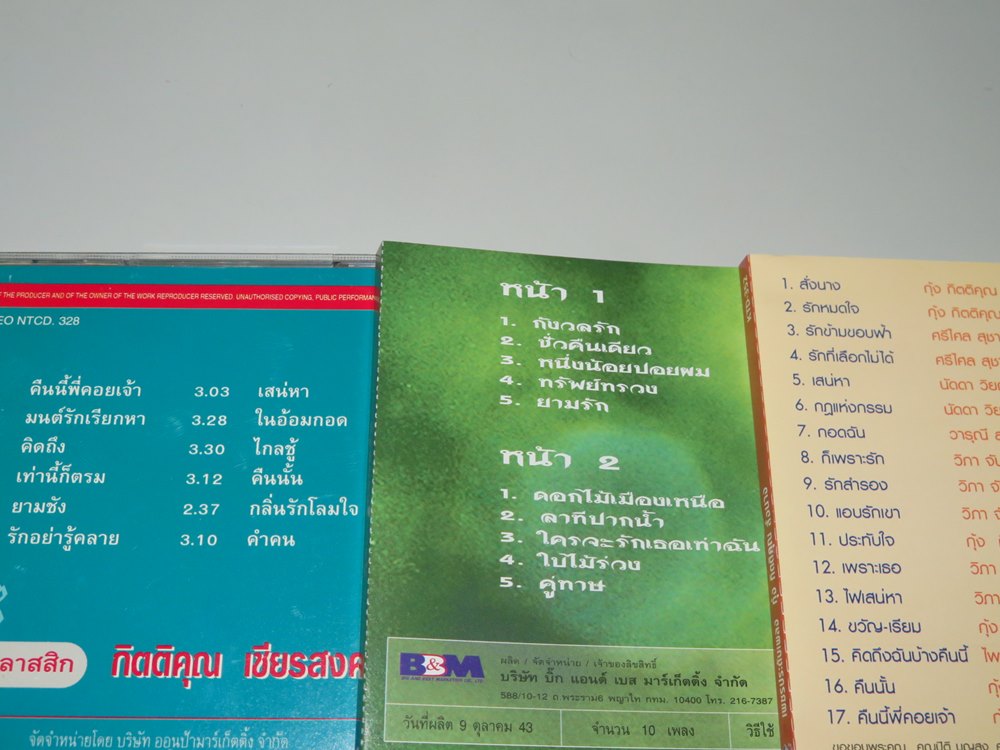 F THE PRODUCER AND OF THE OWNER OF THE WORK REPRODUCER RESERVED. UNAUTHORISED COPYING, PUBLIC PERFORMAN
EO NTCD. 328
คืนนี้พี่คอยเจ้า 3.03 เสน่หา
มนต์รักเรียกหา 3.28 ในอ้อมกอด
คิดถึง 3.30 ไกลชู้
เท่านี้ก็ตรม 3.12 คืนนั้น
ยามชัง 2.37 กลิ่นรักโลมใจ
รักอย่ารู้คลาย 3.10 คำคน
ลาสสิก กิตติคุณ เชียรสงค
จัดจำหน่ายโดย บริษัท ออนป้ามาร์เก็ตติ้ง จำกัด
หน้า 1
1. กังวลรัก
2. ชั่วคืนเดียว
3. หนึ่งน้อยปอยผม
4. ทรัพย์ทรวง
5. ยามรัก
หน้า 2
1. ดอกไม้เมืองเหนือ
2. ลาทีปากน้ำ
3. ใครจะรักเธอเท่าฉัน
4. ใบไม้ร่วง
5. คู่ทาษ
B&M
ผลิต / จัดจำหน่าย / เจ้าของลิขสิทธิ์
บริษัท บิ๊ก แอนด์ เบส มาร์เก็ตติ้ง จำกัด
588/10-12 ถ.พระราม6 พญาไท กทม. 10400 โทร. 216-7387
วันที่ผลิต 9 ตุลาคม 43 จำนวน 10 เพลง วิธีใช้
1. สั่งนาง กุ้ง กิตติคุณ
2. รักหมดใจ กุ้ง กิตติคุณ
3. รักข้ามขอบฟ้า ศรีไศล สุชา
4. รักที่เลือกไม่ได้ ศรีไศล สุชา
5. เสน่หา นัดดา วิย
6. กฎแห่งกรรม นัดดา วิย
7. กอดฉัน วารุณี ส
8. ก็เพราะรัก วิภา จัน
9. รักสำรอง วิภา จั
10. แอบรักเขา วิภา จั
11. ประทับใจ กุ้ง
12. เพราะเธอ วิภา
13. ไฟเสน่หา วิภา
14. ขวัญ-เรียม กุ้ง
15. คิดถึงฉันบ้างคืนนี้ ไพ
16. คืนนั้น กุ้
17. คืนนี้พี่คอยเจ้า กุ้